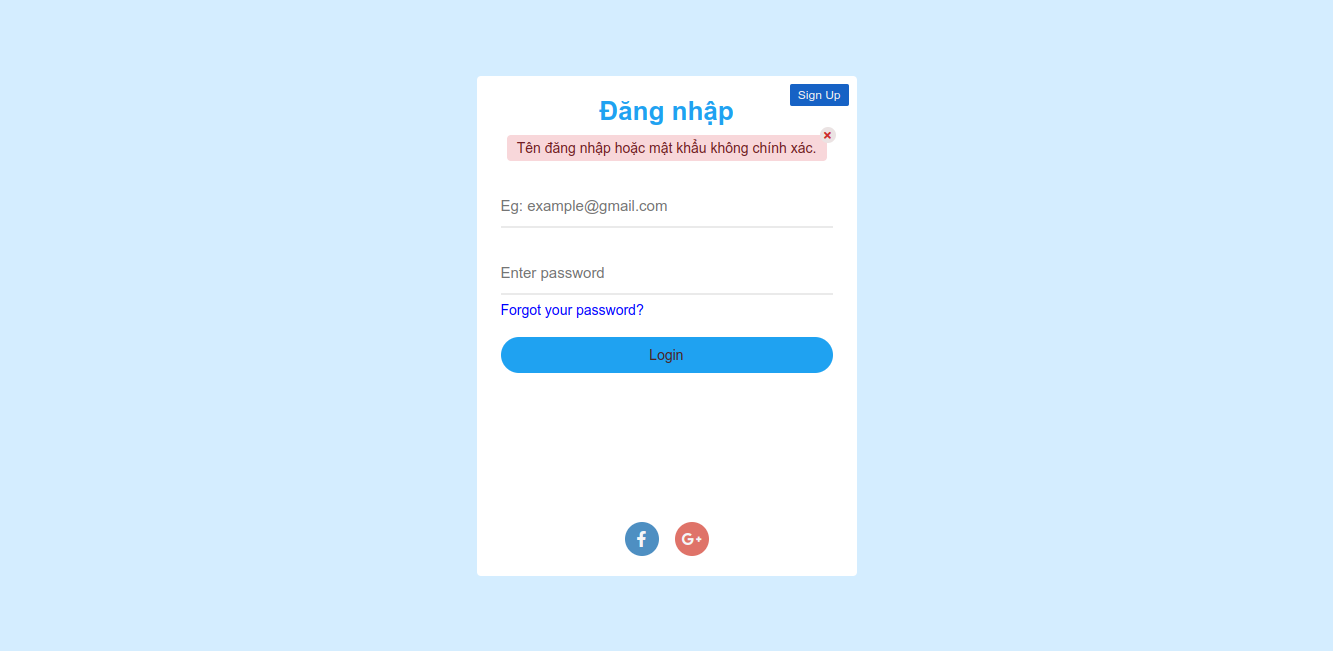 Sign Up
Đăng nhập
Tên đăng nhập hoặc mật khẩu không chính xác.
Eg: example@gmail.com
Enter password
Forgot your password?
Login